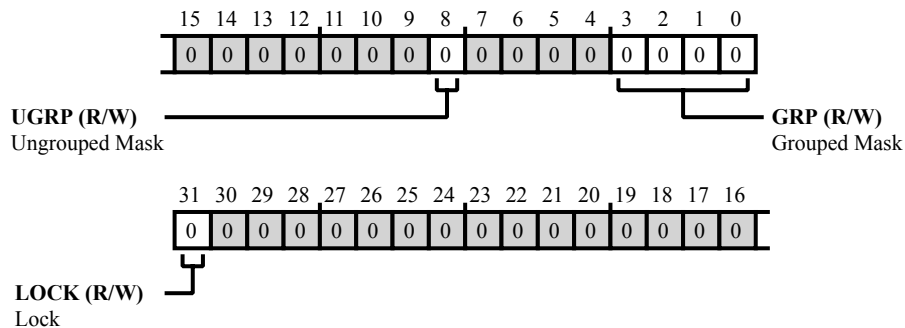 15 14 13 12 11 10 9 8 7 6 5 4 3 2 1 0
0 0 0 0 0 0 0 0 0 0 0 0 0 0 0 0
UGRP (R/W)
Ungrouped Mask
GRP (R/W)
Grouped Mask
31 30 29 28 27 26 25 24 23 22 21 20 19 18 17 16
0 0 0 0 0 0 0 0 0 0 0 0 0 0 0 0
LOCK (R/W)
Lock